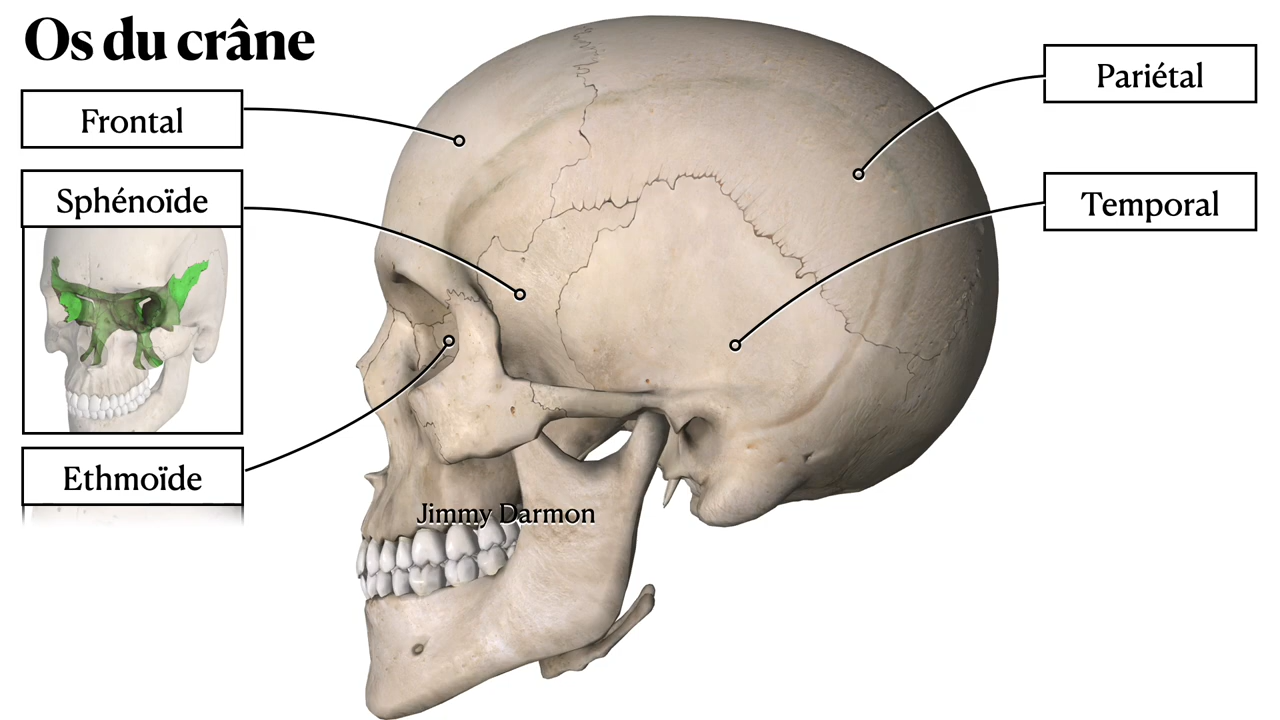 Os du crâne
Frontal
Sphénoïde
Ethmoïde
Pariétal
Temporal
Jimmy Darmon